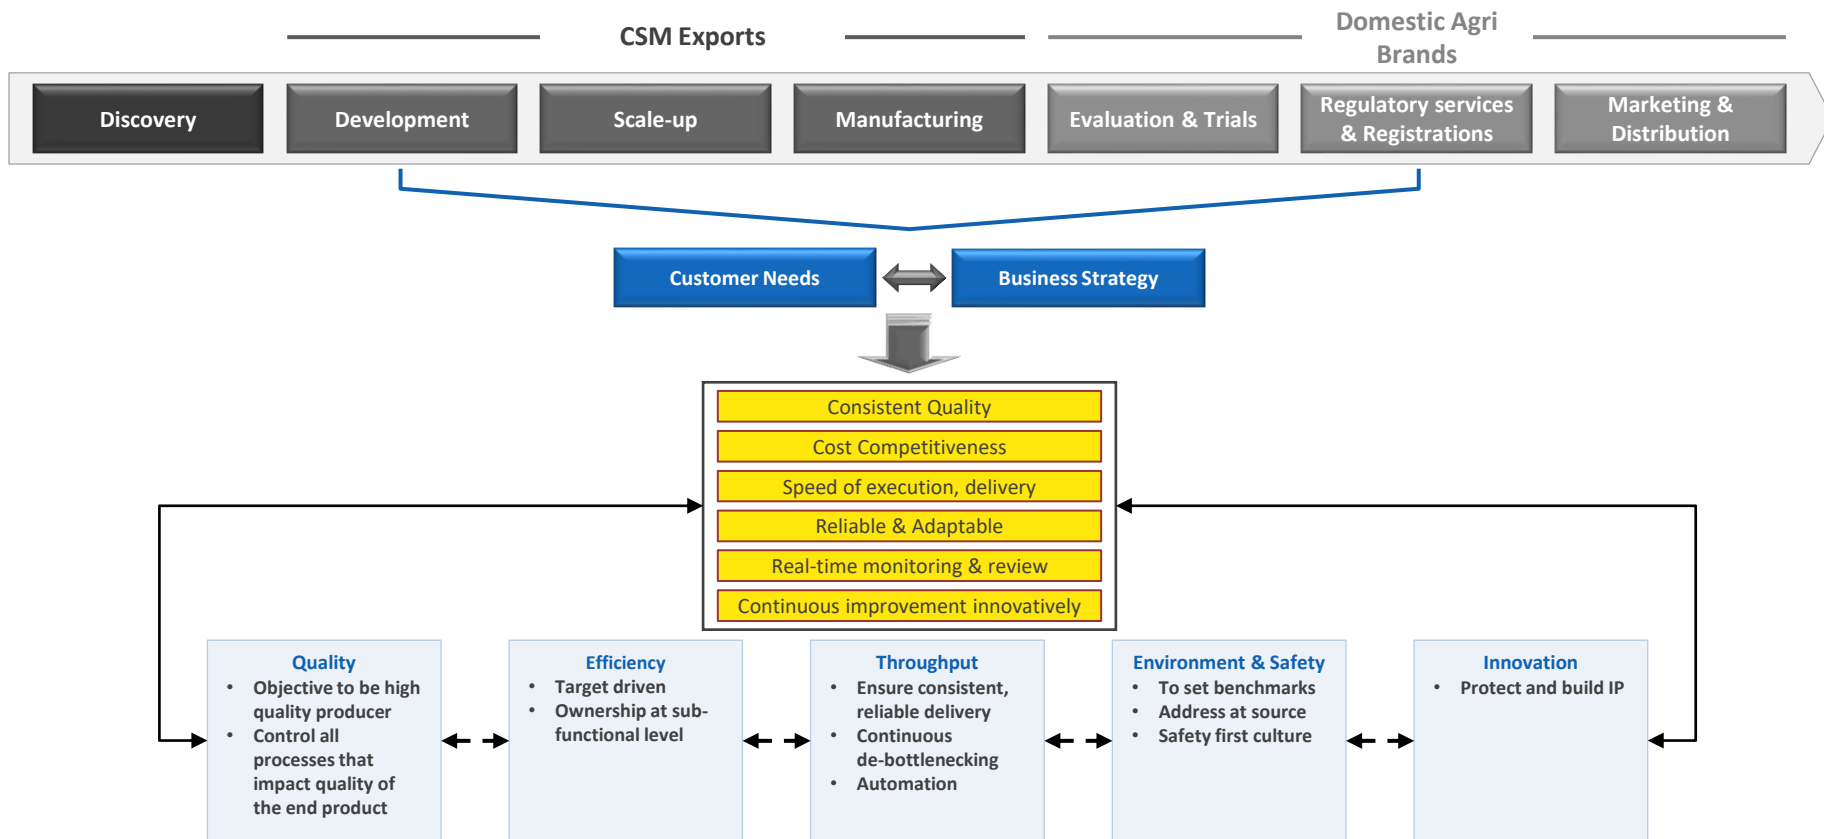 CSM Exports
Domestic Agri
Brands
Discovery
Development
Scale-up
Manufacturing
Evaluation & Trials
Regulatory services
& Registrations
Marketing &
Distribution
Customer Needs
Business Strategy
Consistent Quality
Cost Competitiveness
Speed of execution, delivery
Reliable & Adaptable
Real-time monitoring & review
Continuous improvement innovatively
Quality
• Objective to be high
quality producer
• Control all
processes that
impact quality of
the end product
Efficiency
• Target driven
• Ownership at sub-
functional level
Throughput
• Ensure consistent,
reliable delivery
• Continuous
de-bottlenecking
• Automation
Environment & Safety
• To set benchmarks
• Address at source
• Safety first culture
Innovation
• Protect and build IP